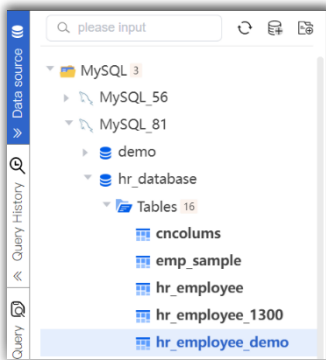 please input
Data source
Query History
Query
MySQL 3
MySQL_56
MySQL_81
demo
hr_database
Tables 16
cncolums
emp_sample
hr_employee
hr_employee_1300
hr_employee_demo